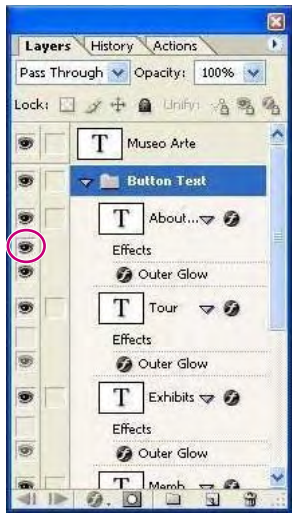 Layers History Actions
Pass Through Opacity: 100%
Lock: Unify:
T Museo Arte
Button Text
T About...
Effects
Outer Glow
T Tour
Effects
Outer Glow
T Exhibits
Effects
Outer Glow
T Memb